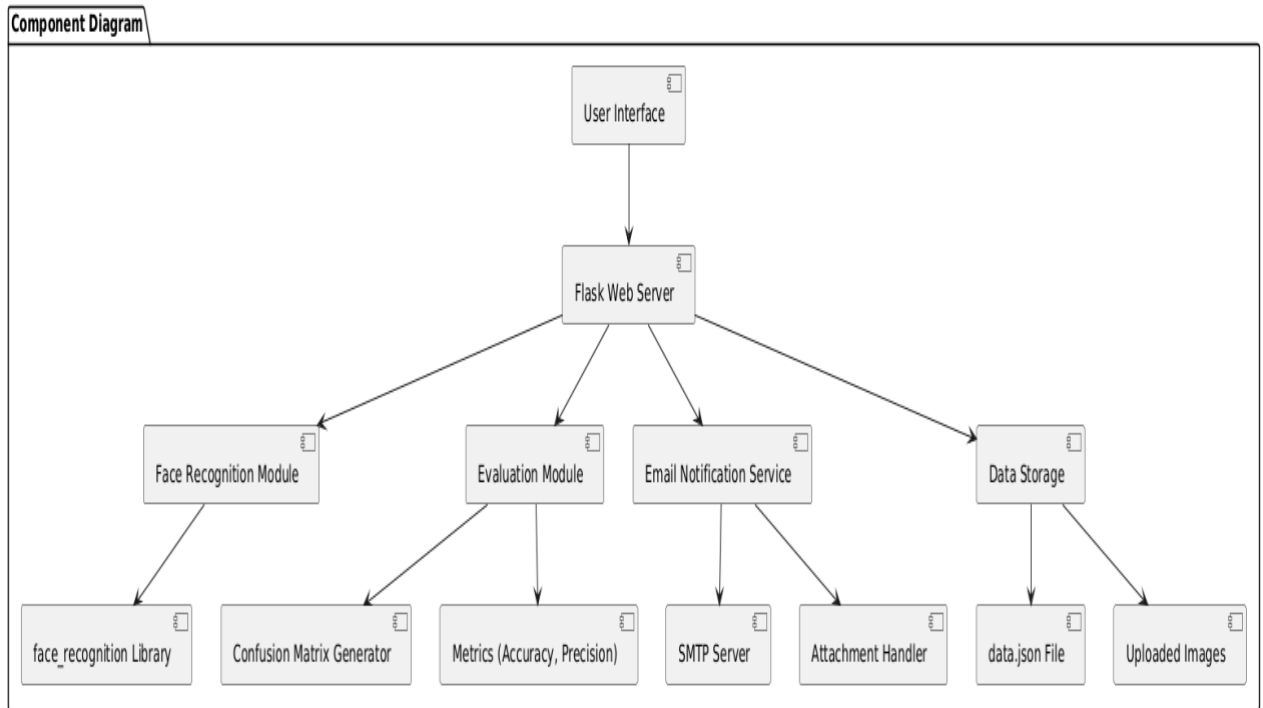 Component Diagram
User Interface
Flask Web Server
Face Recognition Module
Evaluation Module
Email Notification Service
Data Storage
face_recognition Library
Confusion Matrix Generator
Metrics (Accuracy, Precision)
SMTP Server
Attachment Handler
data.json File
Uploaded Images